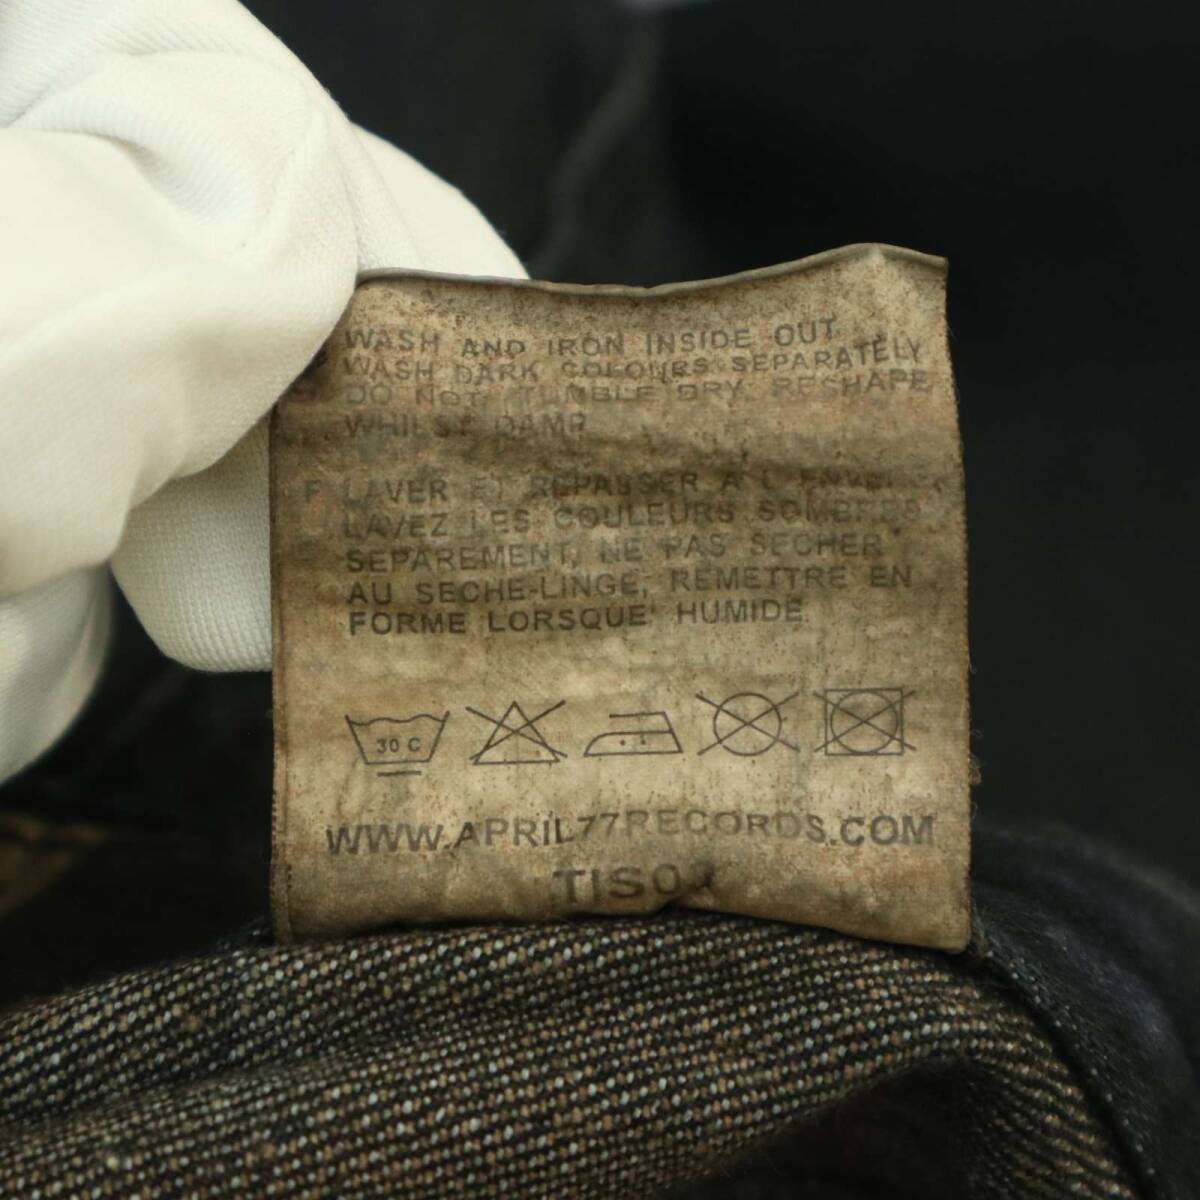 WASH AND IRON INSIDE OUT
WASH DARK COLOURS SEPARATELY
DO NOT TUMBLE DRY, RESHAPE
WHILST DAMP
F LAVER ET REPASSER A L'ENVERS
LAVEZ LES COULEURS SOMBRES
SEPAREMENT, NE PAS SECHER
AU SECHE-LINGE, REMETTRE EN
FORME LORSQUE HUMIDE
30 C
WWW.APRIL77RECORDS.COM